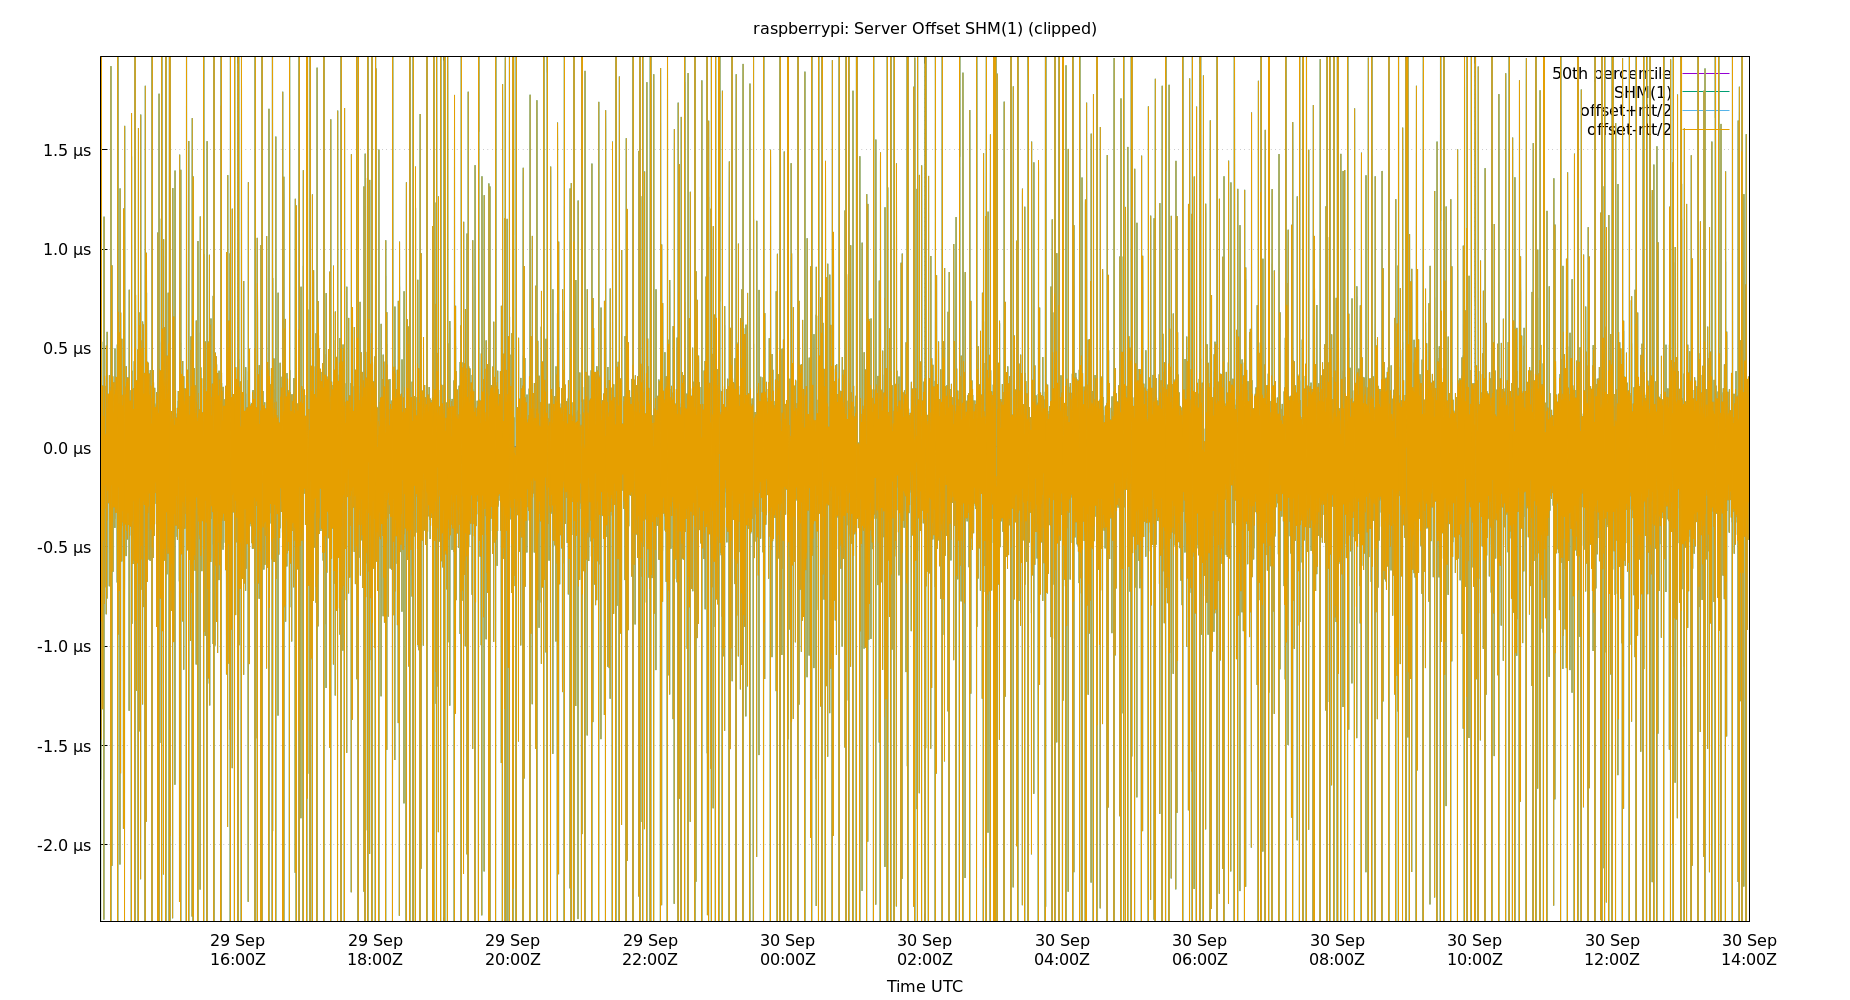 raspberrypi: Server Offset SHM(1) (clipped)
50th percentile
SHM(1)
offset+rtt/2
offset-rtt/2
1.5 µs
1.0 µs
0.5 µs
0.0 µs
-0.5 µs
-1.0 µs
-1.5 µs
-2.0 µs
29 Sep 29 Sep 29 Sep 29 Sep 30 Sep 30 Sep 30 Sep 30 Sep 30 Sep 30 Sep 30 Sep 30 Sep
16:00Z 18:00Z 20:00Z 22:00Z 00:00Z 02:00Z 04:00Z 06:00Z 08:00Z 10:00Z 12:00Z 14:00Z
Time UTC